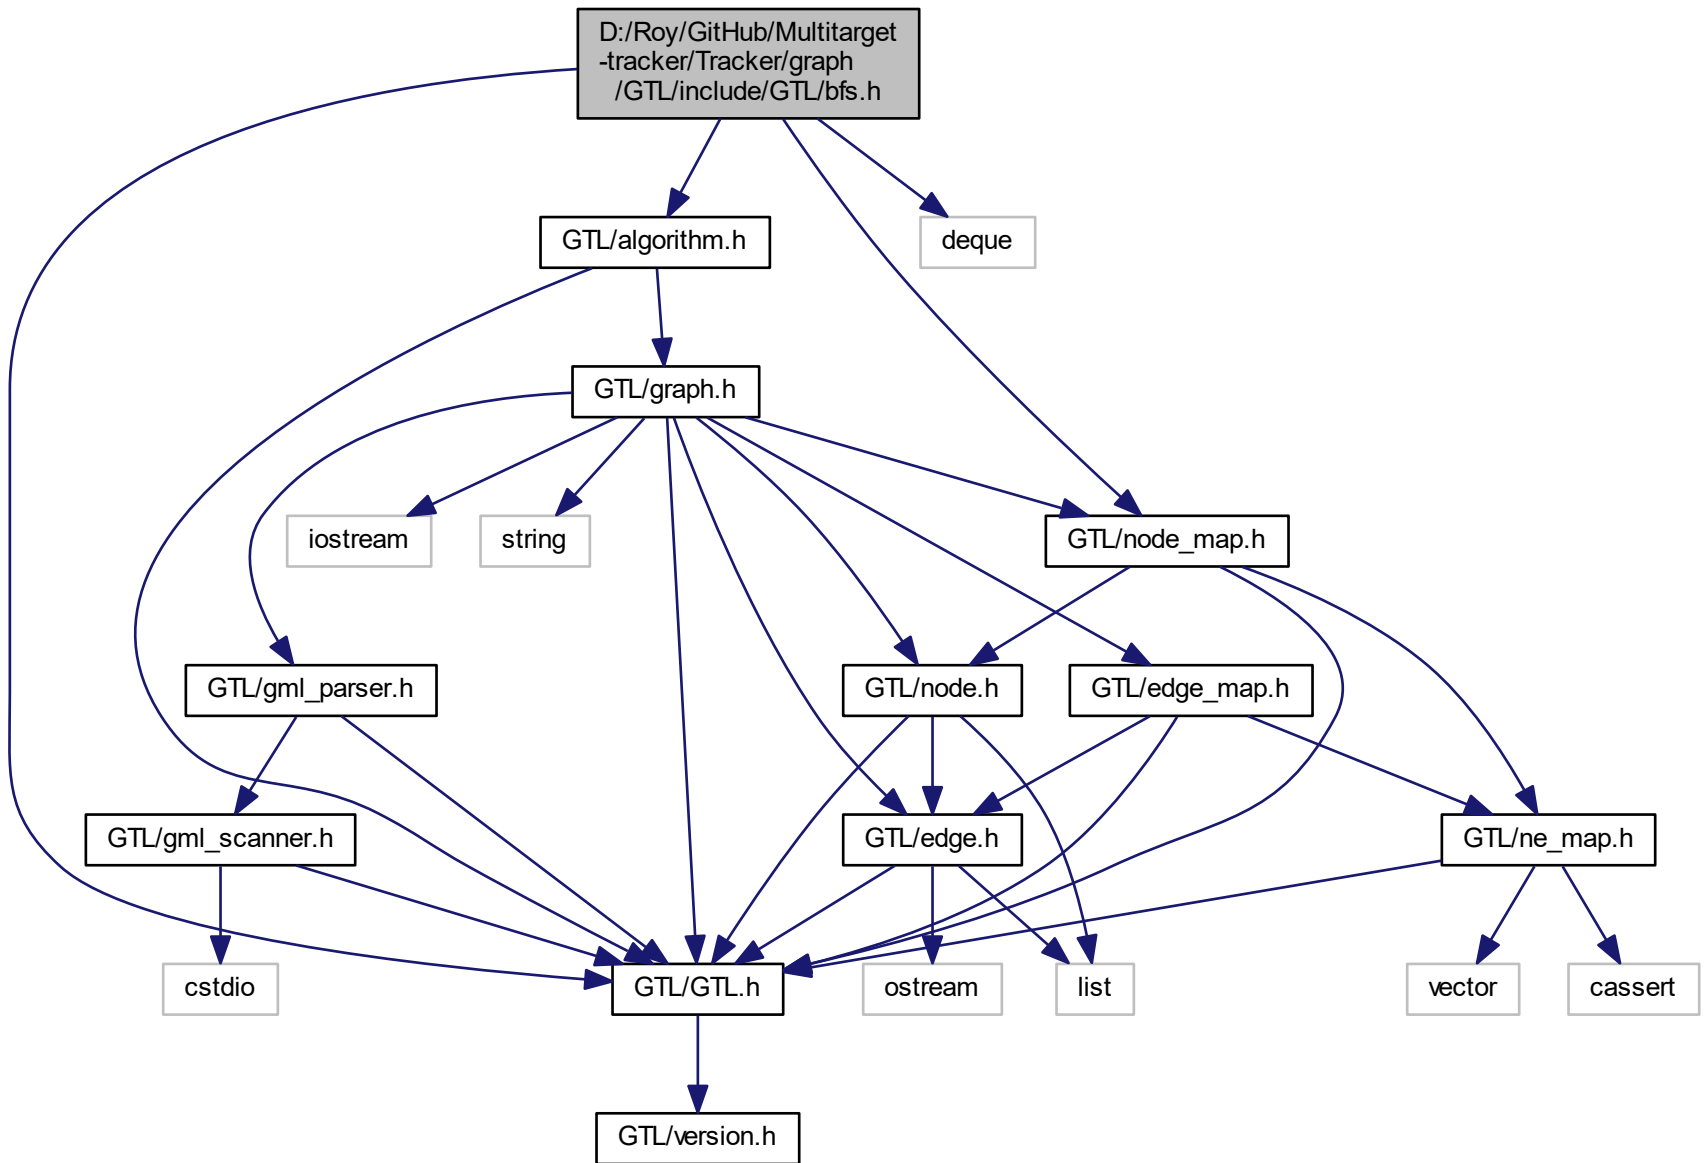 D:/Roy/GitHub/Multitarget
-tracker/Tracker/graph
/GTL/include/GTL/bfs.h
GTL/algorithm.h
deque
GTL/graph.h
iostream
string
GTL/node_map.h
GTL/gml_parser.h
GTL/node.h
GTL/edge_map.h
GTL/gml_scanner.h
GTL/edge.h
GTL/ne_map.h
cstdio
GTL/GTL.h
ostream
list
vector
cassert
GTL/version.h